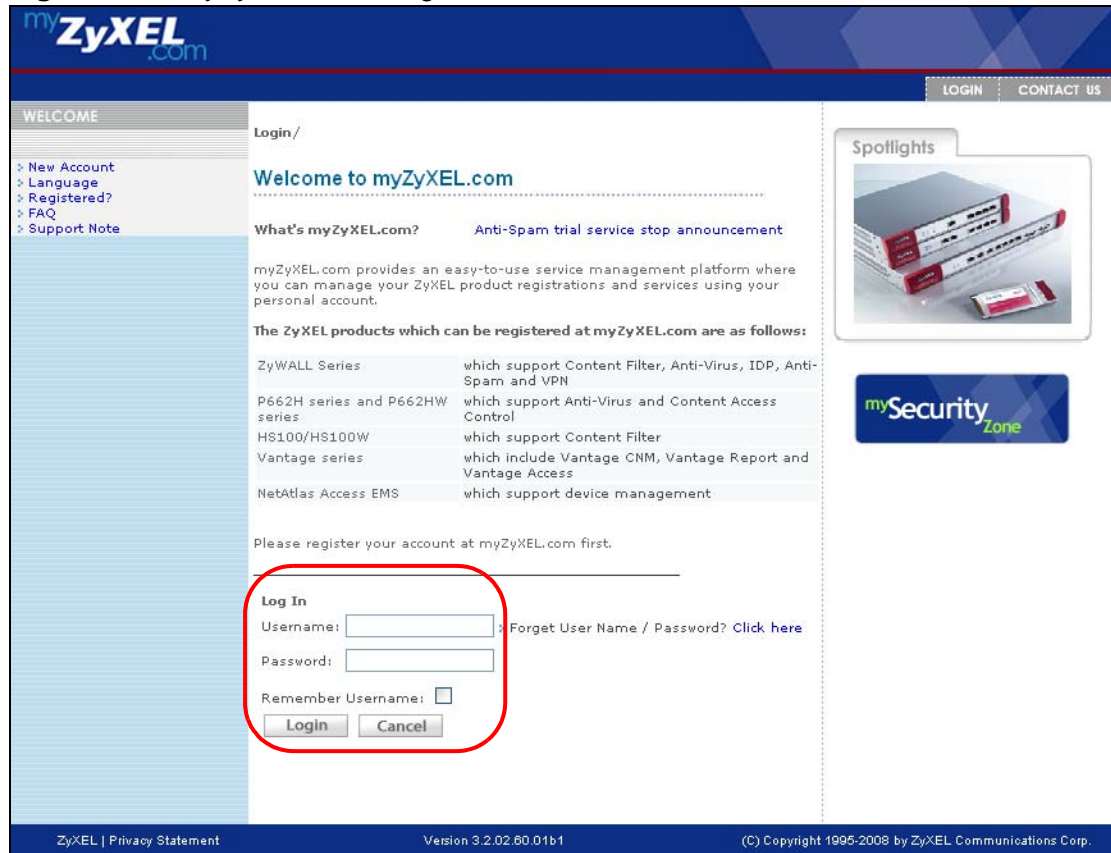 myZyXEL.com
LOGIN CONTACT US
WELCOME
New Account
Language
Registered?
FAQ
Support Note
Login/
Welcome to myZyXEL.com
What's myZyXEL.com? Anti-Spam trial service stop announcement
myZyXEL.com provides an easy-to-use service management platform where
you can manage your ZyXEL product registrations and services using your
personal account.
The ZyXEL products which can be registered at myZyXEL.com are as follows:
ZyWALL Series which support Content Filter, Anti-Virus, IDP, Anti-
Spam and VPN
P662H series and P662HW which support Anti-Virus and Content Access
series Control
HS100/HS100W which support Content Filter
Vantage series which include Vantage CNM, Vantage Report and
Vantage Access
NetAtlas Access EMS which support device management
Please register your account at myZyXEL.com first.
Log In
Username: Forget User Name / Password? Click here
Password:
Remember Username:
Login Cancel
Spotlights
mySecurity
Zone
ZyXEL | Privacy Statement Version 3.2.02.60.01b1 (C) Copyright 1995-2008 by ZyXEL Communications Corp.